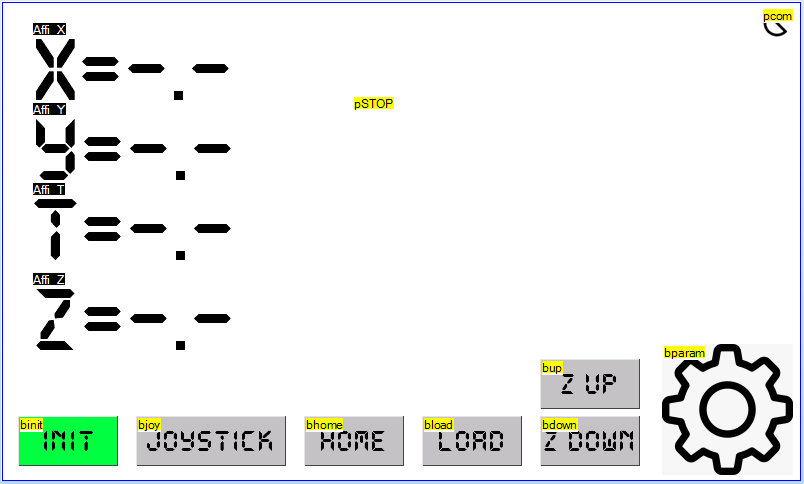 pcom
Affi_X
X=-.-
pSTOP
Affi_Y
Y=-.-
Affi_T
T=-.-
Affi_Z
Z=-.-
bparam
bup
Z UP
binit
INIT
bjoy
JOYSTICK
bhome
HOME
bload
LOAD
bdown
Z DOWN